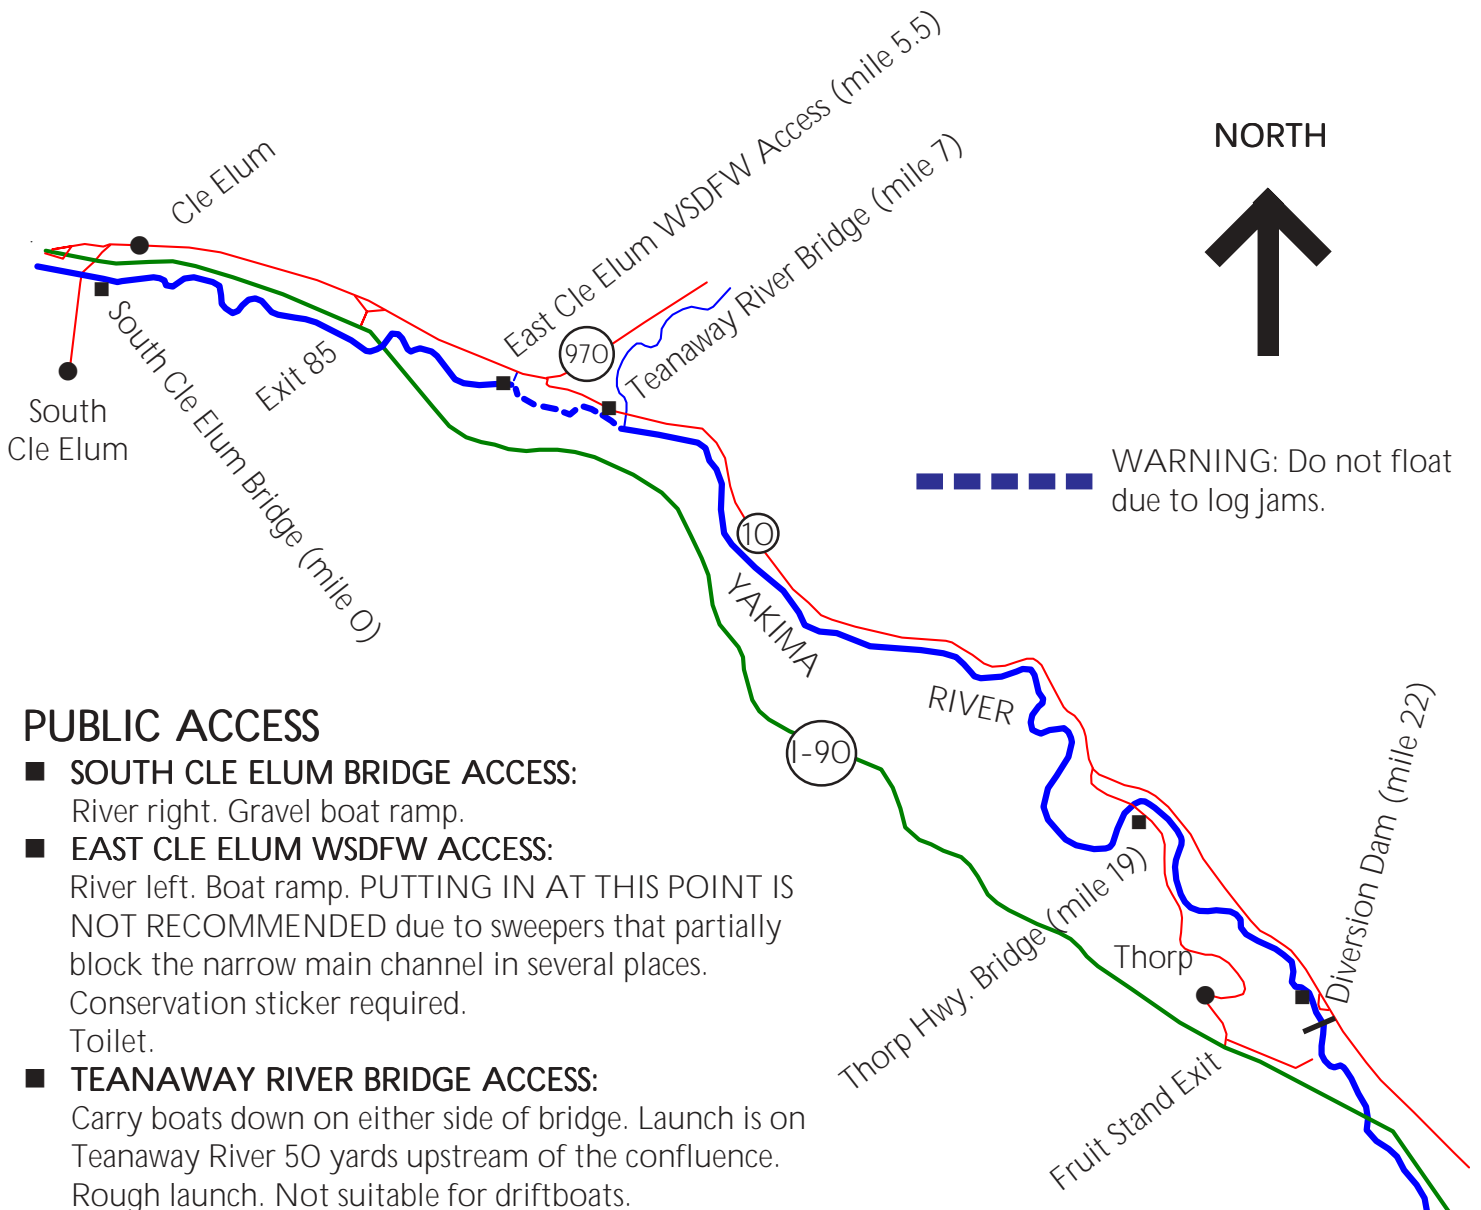 East Cle Elum WSDFW Access (mile 5.5)
NORTH
Cle Elum
Teanaway River Bridge (mile 7)
970
Exit 85
South
Cle Elum
South Cle Elum Bridge (mile 0)
WARNING: Do not float
due to log jams.
10
YAKIMA
RIVER
I-90
Diversion Dam (mile 22)
Thorp Hwy. Bridge (mile 19)
Thorp
Fruit Stand Exit
PUBLIC ACCESS
SOUTH CLE ELUM BRIDGE ACCESS:
River right. Gravel boat ramp.
EAST CLE ELUM WSDFW ACCESS:
River left. Boat ramp. PUTTING IN AT THIS POINT IS
NOT RECOMMENDED due to sweepers that partially
block the narrow main channel in several places.
Conservation sticker required.
Toilet.
TEANAWAY RIVER BRIDGE ACCESS:
Carry boats down on either side of bridge. Launch is on
Teanaway River 50 yards upstream of the confluence.
Rough launch. Not suitable for driftboats.